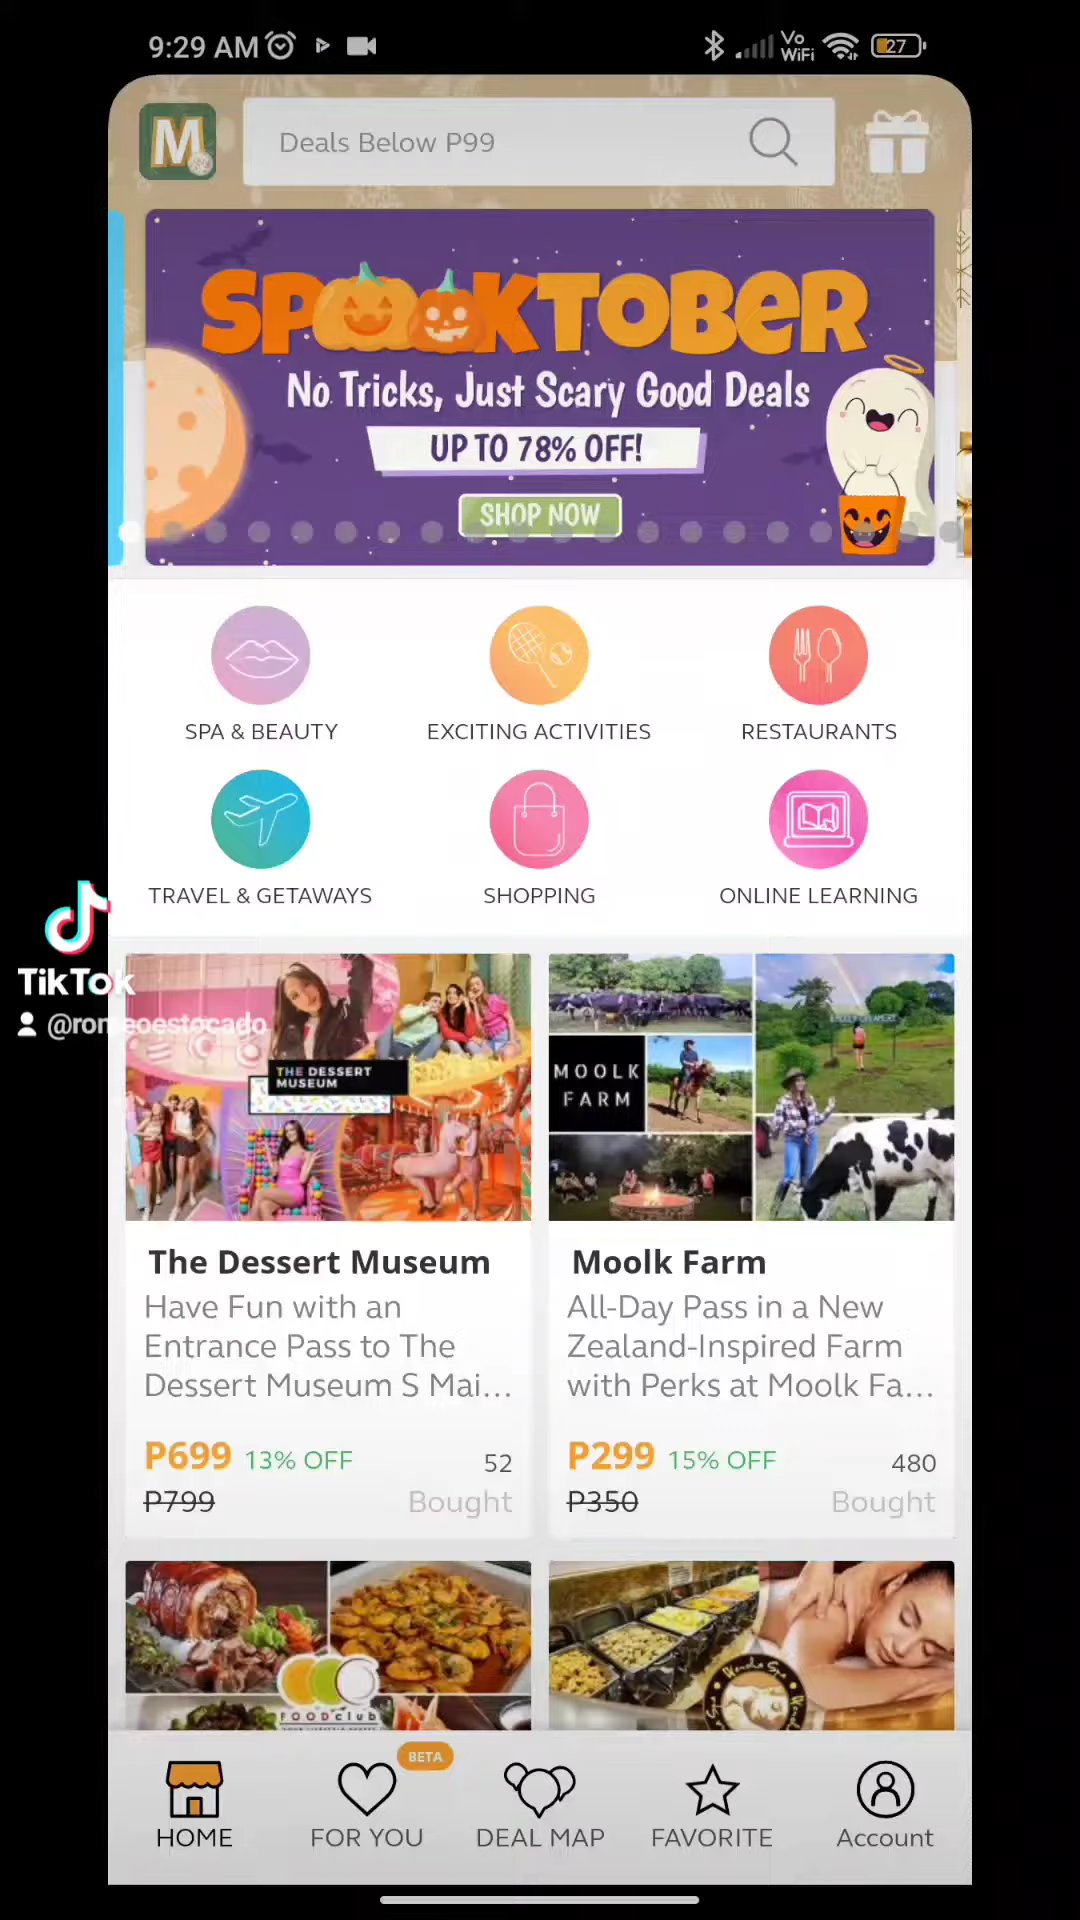 9:29 AM
Vo
WiFi
27
M
Deals Below P99
SPOOKTOBER
No Tricks, Just Scary Good Deals
UP TO 78% OFF!
SHOP NOW
SPA & BEAUTY
EXCITING ACTIVITIES
RESTAURANTS
TRAVEL & GETAWAYS
SHOPPING
ONLINE LEARNING
TikTok
@romeoestocado
THE DESSERT
MUSEUM
MOOLK
FARM
The Dessert Museum
Have Fun with an
Entrance Pass to The
Dessert Museum S Mai...
P699 13% OFF
52
P799
Bought
Moolk Farm
All-Day Pass in a New
Zealand-Inspired Farm
with Perks at Moolk Fa...
P299 15% OFF
480
P350
Bought
FOODclub
BETA
HOME
FOR YOU
DEAL MAP
FAVORITE
Account